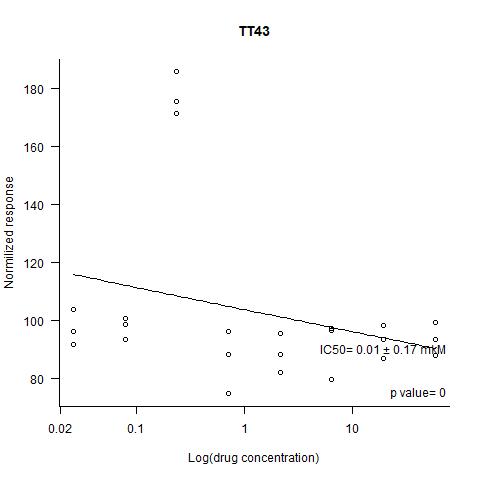 TT43
Normilized response
180
160
140
120
100
80
IC50= 0.01 ± 0.17 mkM
p value= 0
0.02 0.1 1 10
Log(drug concentration)